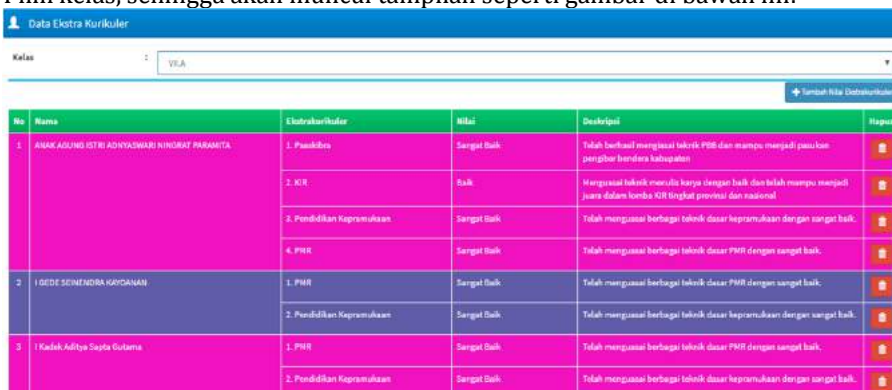 Pilih kelas, sehingga akan muncul tampilan seperti gambar di bawah ini:
Data Ekstra Kurikuler
Kelas : VII.A
Tambah Nilai Ekstrakurikuler
No Nama Ekstrakurikuler Nilai Deskripsi Hapus
1 ANAK AGUNG ISTRI ADNYASWARI NINGRAT PARAMITA 1. Paskibra Sangat Baik Telah berhasil menguasai teknik PBB dan mampu menjadi pasukan
pengibar bendera kabupaten
2. KIR Baik Menguasai teknik menulis karya dengan baik dan telah mampu menjadi
juara dalam lomba KIR tingkat provinsi dan nasional
3. Pendidikan Kepramukaan Sangat Baik Telah menguasai berbagai teknik dasar kepramukaan dengan sangat baik.
4. PMR Sangat Baik Telah menguasai berbagai teknik dasar PMR dengan sangat baik.
2 I GEDE 1. PMR Sangat Baik Telah menguasai berbagai teknik dasar PMR dengan sangat baik.
2. Pendidikan Kepramukaan Sangat Baik Telah menguasai berbagai teknik dasar kepramukaan dengan sangat baik.
3 I Kadek Aditya Sapta Gutama 1. PMR Sangat Baik Telah menguasai berbagai teknik dasar PMR dengan sangat baik.
2. Pendidikan Kepramukaan Sangat Baik Telah menguasai berbagai teknik dasar kepramukaan dengan sangat baik.